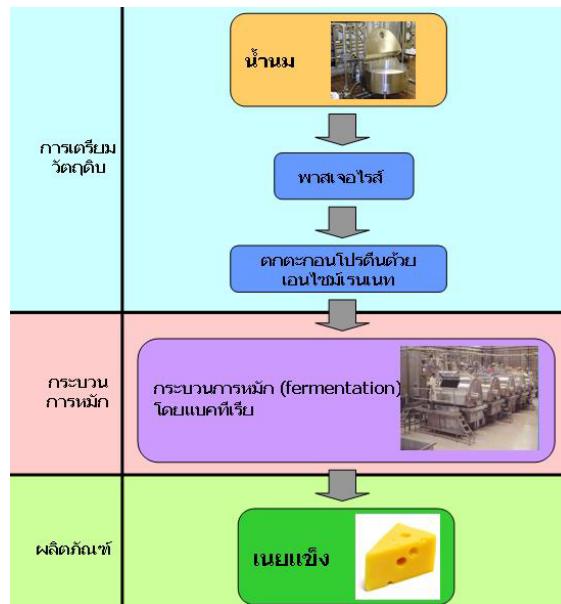 น้ำนม
การเตรียม
วัตถุดิบ
พาสเจอไรส์
ตกตะกอนโปรตีนด้วย
เอนไซม์เรนเนท
กระบวน
การหมัก
กระบวนการหมัก (fermentation)
โดยแบคทีเรีย
ผลิตภัณฑ์
เนยแข็ง